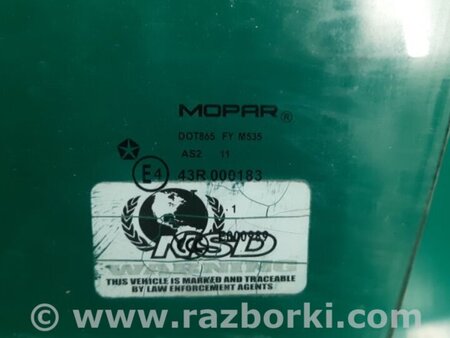 MOPAR®
DOT865 FY M535
AS2 11
E4 43R 000183
.1
NCSD
WARNING
THIS VEHICLE IS MARKED AND TRACEABLE
BY LAW ENFORCEMENT AGENTS
© www.razborki.com